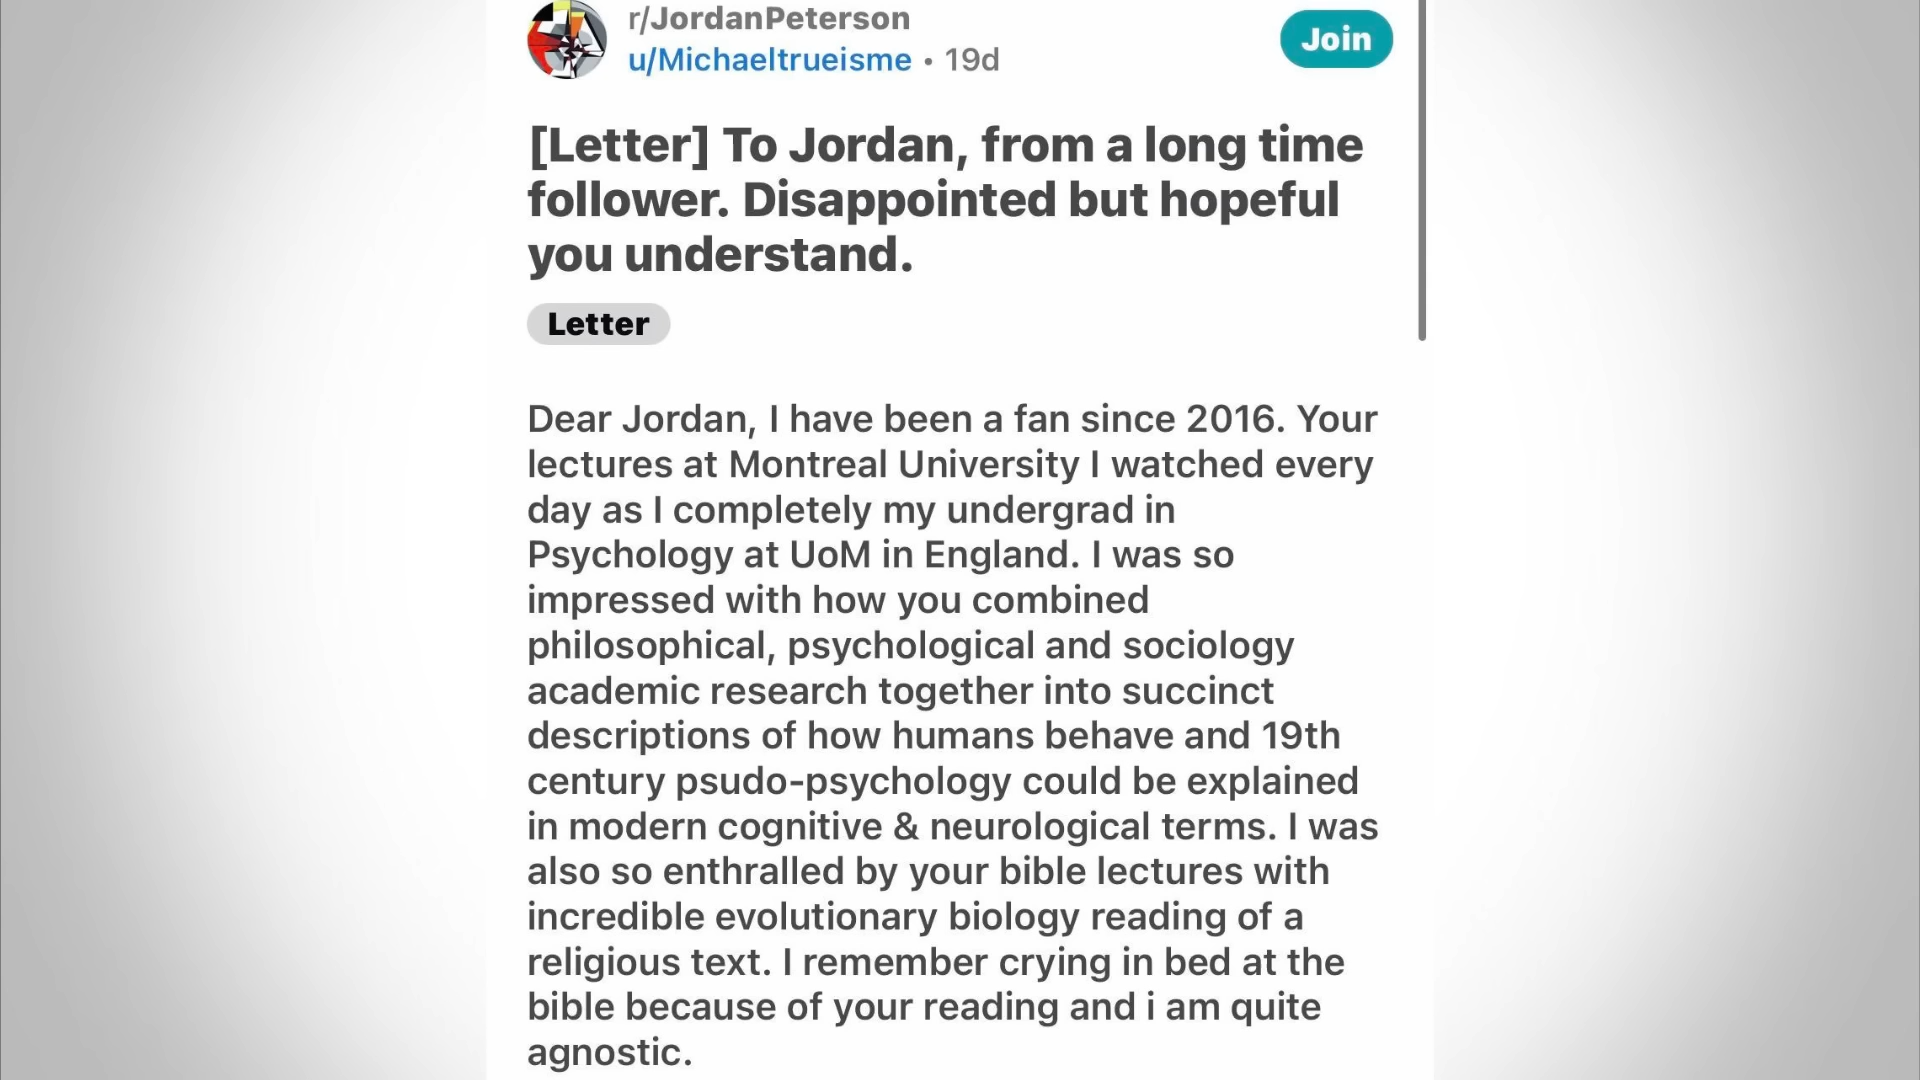 r/JordanPeterson
u/Michaeltrueisme • 19d
Join
[Letter] To Jordan, from a long time
follower. Disappointed but hopeful
you understand.
Letter
Dear Jordan, I have been a fan since 2016. Your
lectures at Montreal University I watched every
day as I completely my undergrad in
Psychology at UoM in England. I was so
impressed with how you combined
philosophical, psychological and sociology
academic research together into succinct
descriptions of how humans behave and 19th
century psudo-psychology could be explained
in modern cognitive & neurological terms. I was
also so enthralled by your bible lectures with
incredible evolutionary biology reading of a
religious text. I remember crying in bed at the
bible because of your reading and i am quite
agnostic.